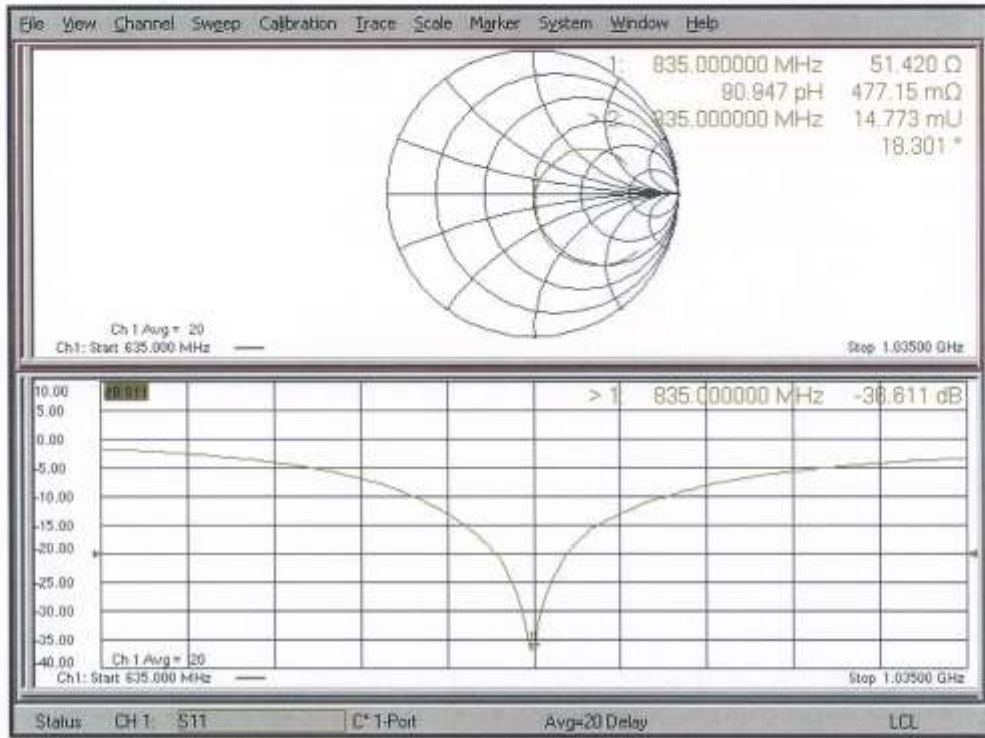 File View Channel Sweep Calibration Trace Scale Marker System Window Help
1: 835.000000 MHz 51.420 Ω
90.947 pH 477.15 mΩ
> 2: 835.000000 MHz 14.773 mU
18.301 °
Ch 1 Avg = 20
Ch1: Start 635.000 MHz Stop 1.03500 GHz
10.00
> 1: 835.000000 MHz -36.611 dB
5.00
0.00
-5.00
-10.00
-15.00
-20.00
-25.00
-30.00
-35.00
-40.00
Ch 1 Avg = 20
Ch1: Start 635.000 MHz Stop 1.03500 GHz
Status CH 1: S11 C* 1-Port Avg=20 Delay LCL